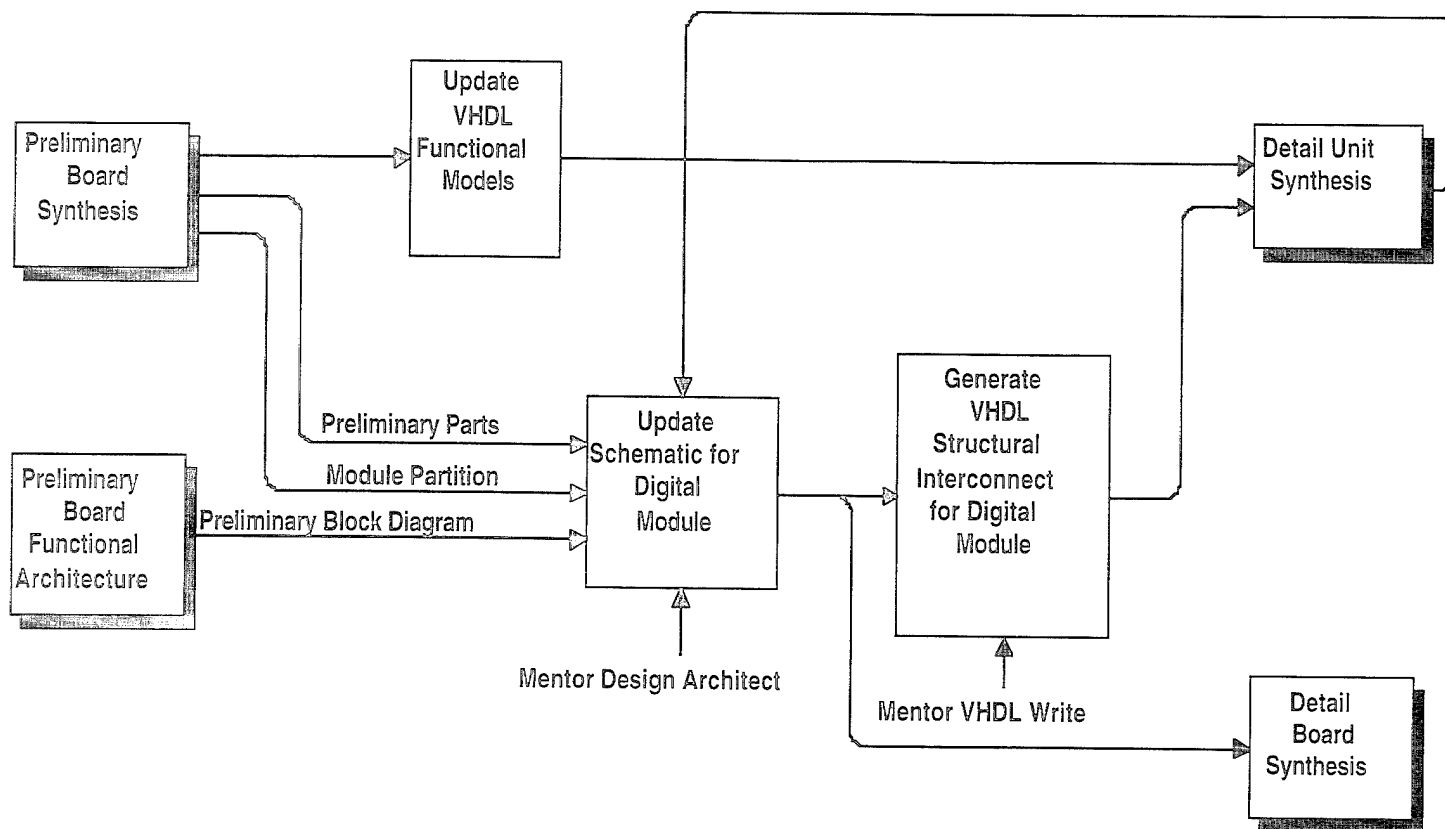 Update
VHDL
Functional
Models
Preliminary
Board
Synthesis
Detail Unit
Synthesis
Generate
VHDL
Structural
Interconnect
for Digital
Module
Preliminary Parts
Update
Schematic for
Digital
Module
Module Partition
Preliminary
Board
Functional
Architecture
Preliminary Block Diagram
Mentor Design Architect
Mentor VHDL Write
Detail
Board
Synthesis